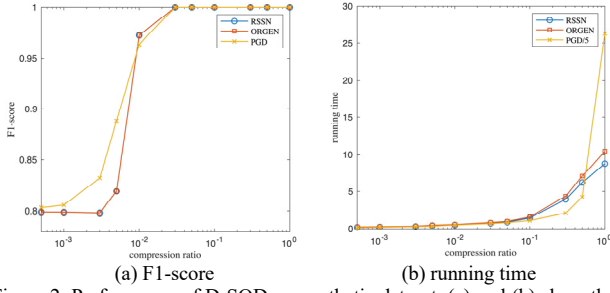 1
0.95
0.9
0.85
0.8
F1-score
10⁻³
10⁻²
10⁻¹
10⁰
compression ratio
RSSN
ORGEN
PGD
(a) F1-score
30
25
20
15
10
5
0
running time
10⁻³
10⁻²
10⁻¹
10⁰
compression ratio
RSSN
ORGEN
PGD/5
(b) running time